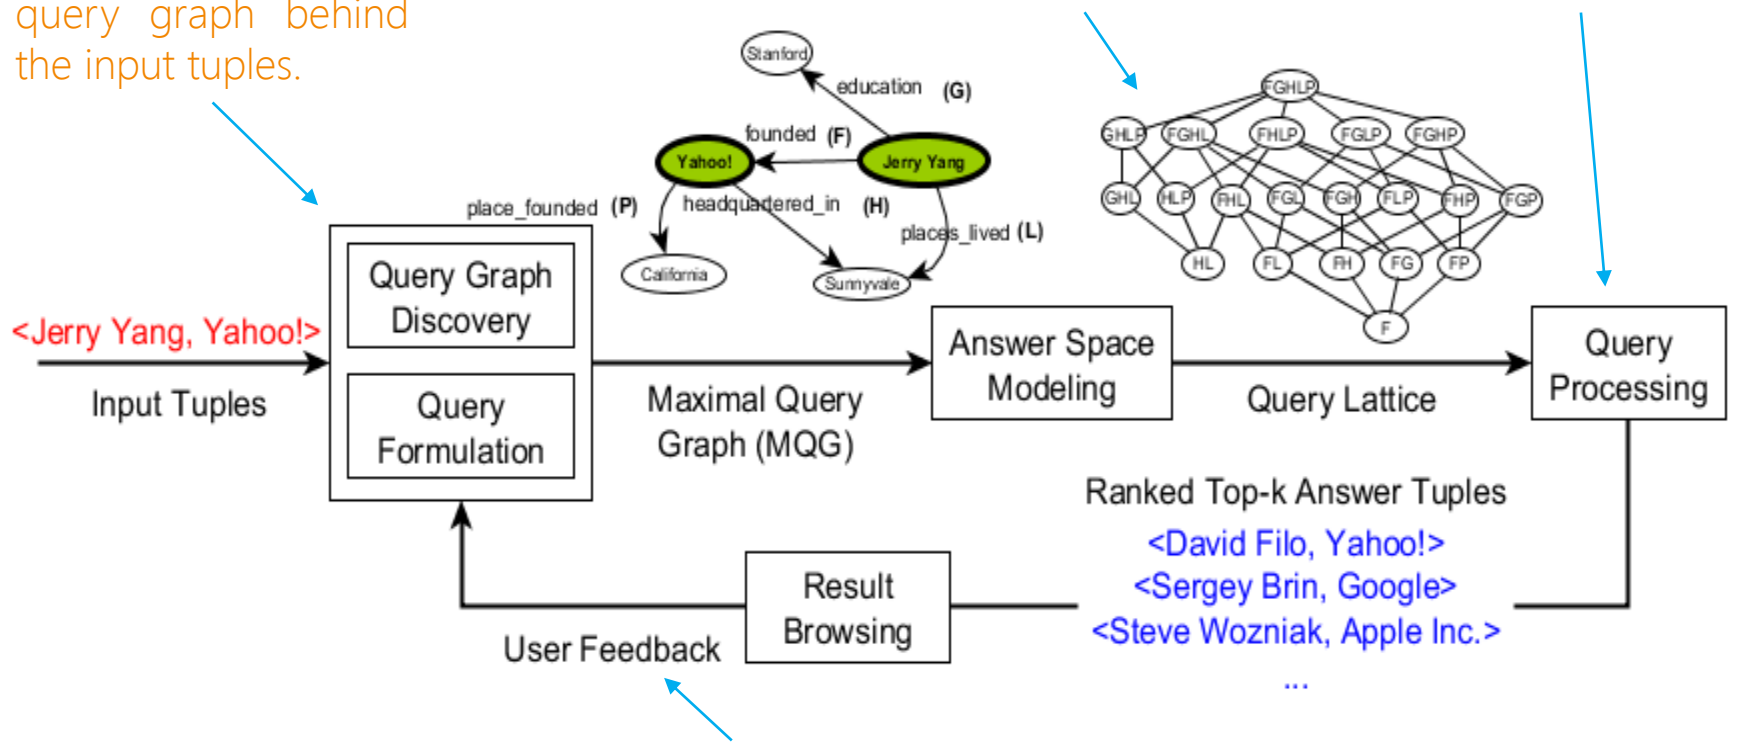 query graph behind
the input tuples.
Stanford
education (G)
founded (F)
Yahoo!
Jerry Yang
place_founded (P)
headquartered_in (H)
places_lived (L)
California
Sunnyvale
FGHLP
GHLP FGHL FHLP FGLP FGHP
GHL HLP FHL FGL FGH FLP FHP FGP
HL FL FH FG FP
F
<Jerry Yang, Yahoo!>
Input Tuples
Query Graph
Discovery
Query
Formulation
Maximal Query
Graph (MQG)
Answer Space
Modeling
Query Lattice
Query
Processing
Ranked Top-k Answer Tuples
<David Filo, Yahoo!>
<Sergey Brin, Google>
<Steve Wozniak, Apple Inc.>
...
Result
Browsing
User Feedback